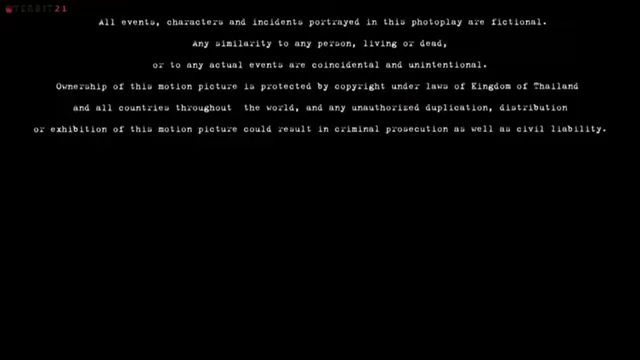 TERBIT21
All events, characters and incidents portrayed in this photoplay are fictional.
Any similarity to any person, living or dead,
or to any actual events are coincidental and unintentional.
Ownership of this motion picture is protected by copyright under laws of Kingdom of Thailand
and all countries throughout the world, and any unauthorized duplication, distribution
or exhibition of this motion picture could result in criminal prosecution as well as civil liability.